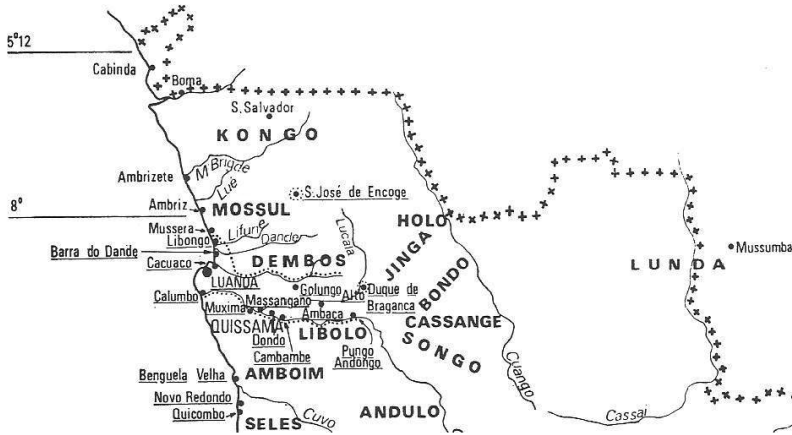 5°12
Cabinda
Boma
S. Salvador
KONGO
M'Brigde
Ambrizete
Lué
S. José de Encoge
8°
Ambriz
MOSSUL
Mussera
Lifune
HOLO
Libongo
Dande
Lucala
Barra do Dande
JINGA
Mussumba
DEMBOS
LUNDA
Cacuaco
BONDO
LUANDA
Golungo Alto
Duque de
Bragança
Calumbo
Massangano
Muxima
Ambaca
CASSANGE
QUISSAMA
LIBOLO
SONGO
Dondo
Pungo
Andongo
Cambambe
Cuango
Benguela Velha
AMBOIM
Novo Redondo
Quicombo
Cuvo
ANDULO
Cassai
SELES